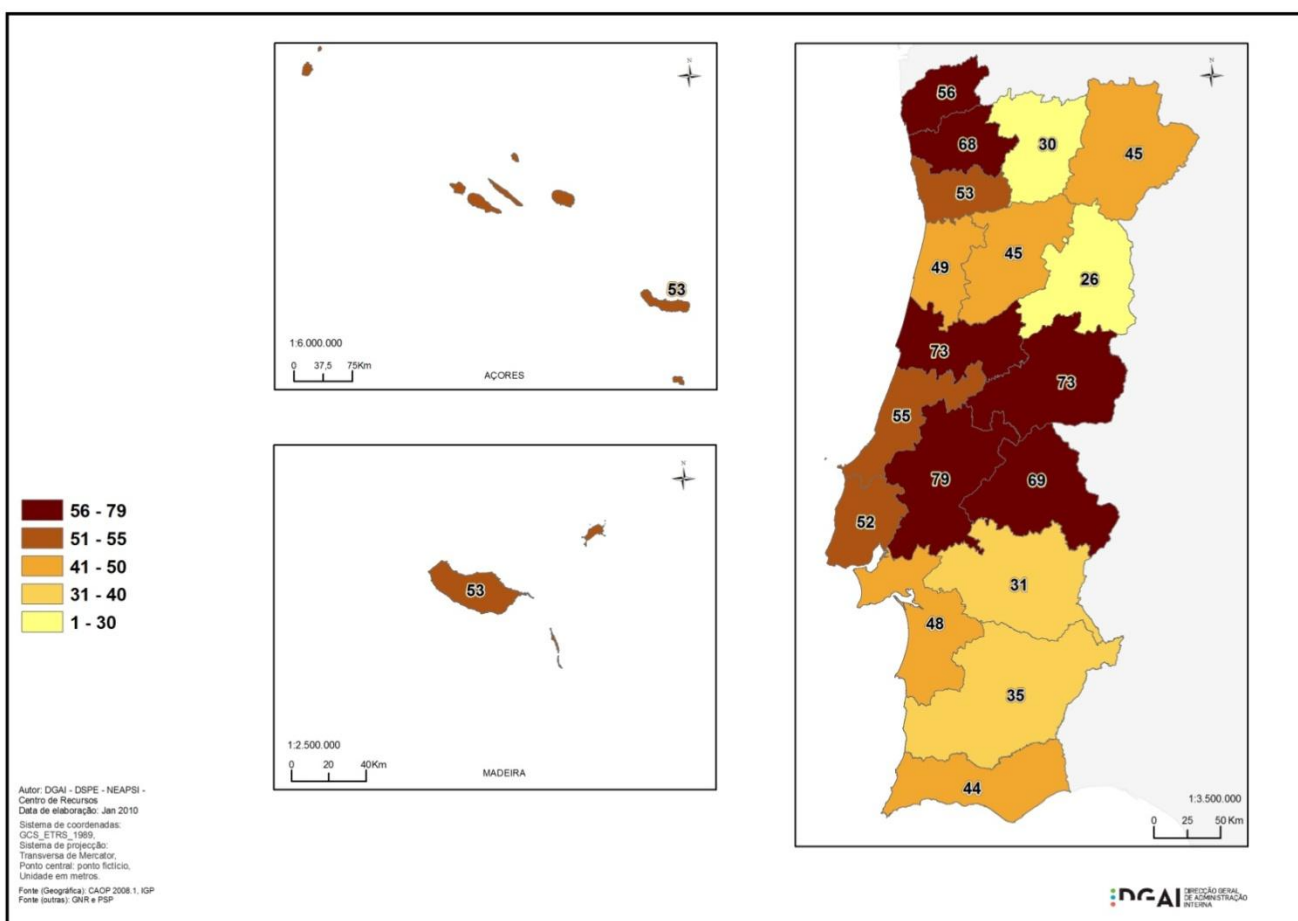 N
53
1:6.000.000
0 37,5 75Km
AÇORES
N
53
1:2.500.000
0 20 40Km
MADEIRA
N
56
68
30
45
53
49
45
26
73
73
55
79
69
52
31
48
35
44
1:3.500.000
0 25 50 Km
56 - 79
51 - 55
41 - 50
31 - 40
1 - 30
Autor: DGAI - DSPE - NEAPSI -
Centro de Recursos
Data de elaboração: Jan 2010
Sistema de coordenadas:
GCS_ETRS_1989,
Sistema de projecção:
Transversa de Mercator,
Ponto central: ponto fictício,
Unidade em metros.
Fonte (Geográfica): CAOP 2008.1, IGP
Fonte (outras): GNR e PSP
DGAI
DIRECÇÃO GERAL
DE ADMINISTRAÇÃO
INTERNA